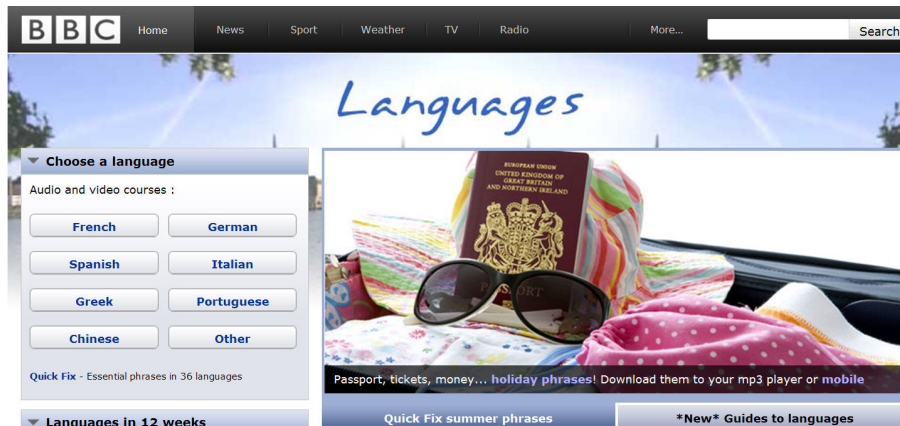 BBC Home News Sport Weather TV Radio More... Search
Languages
Choose a language
Audio and video courses :
French German
Spanish Italian
Greek Portuguese
Chinese Other
Quick Fix - Essential phrases in 36 languages
Languages in 12 weeks
EUROPEAN UNION
UNITED KINGDOM OF
GREAT BRITAIN
AND NORTHERN IRELAND
PASSPORT
Passport, tickets, money... holiday phrases! Download them to your mp3 player or mobile
Quick Fix summer phrases *New* Guides to languages